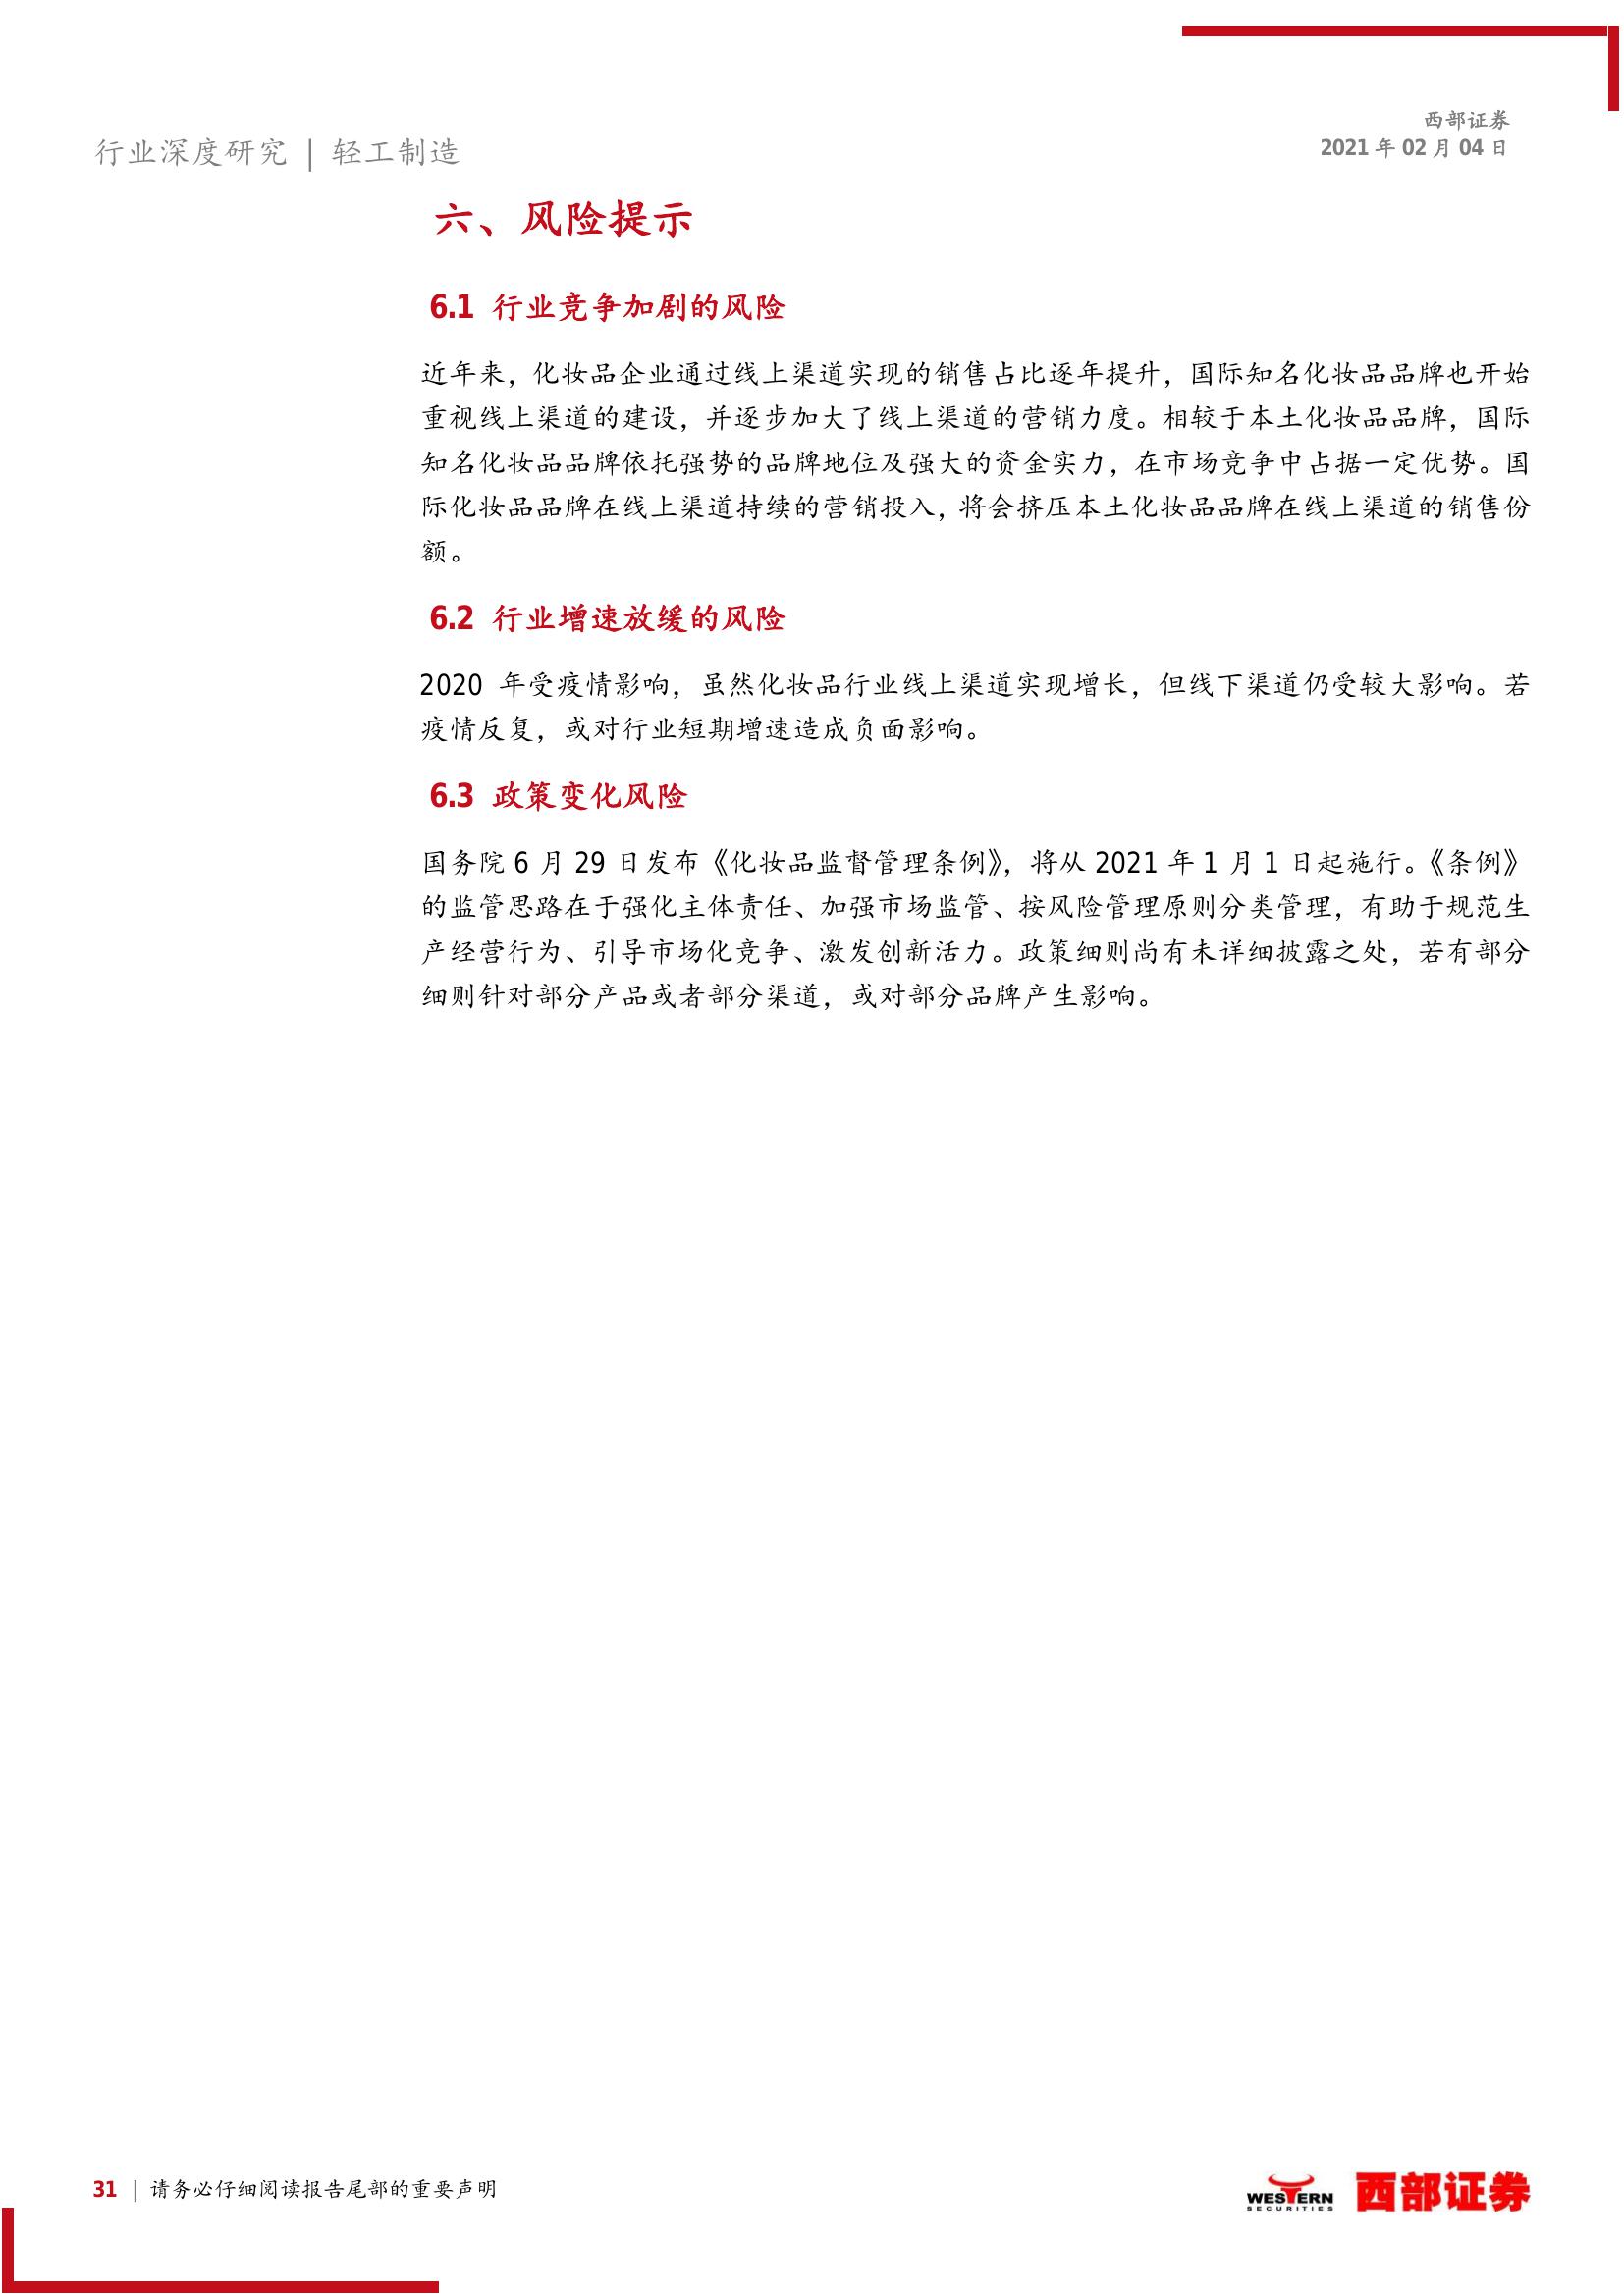 行业深度研究 | 轻工制造
西部证券
2021 年 02 月 04 日
六、风险提示
6.1 行业竞争加剧的风险
近年来，化妆品企业通过线上渠道实现的销售占比逐年提升，国际知名化妆品品牌也开始
重视线上渠道的建设，并逐步加大了线上渠道的营销力度。相较于本土化妆品品牌，国际
知名化妆品品牌依托强势的品牌地位及强大的资金实力，在市场竞争中占据一定优势。国
际化妆品品牌在线上渠道持续的营销投入，将会挤压本土化妆品品牌在线上渠道的销售份
额。
6.2 行业增速放缓的风险
2020 年受疫情影响，虽然化妆品行业线上渠道实现增长，但线下渠道仍受较大影响。若
疫情反复，或对行业短期增速造成负面影响。
6.3 政策变化风险
国务院 6 月 29 日发布《化妆品监督管理条例》，将从 2021 年 1 月 1 日起施行。《条例》
的监管思路在于强化主体责任、加强市场监管、按风险管理原则分类管理，有助于规范生
产经营行为、引导市场化竞争、激发创新活力。政策细则尚有未详细披露之处，若有部分
细则针对部分产品或者部分渠道，或对部分品牌产生影响。
31 | 请务必仔细阅读报告尾部的重要声明
WESTERN
SECURITIES
西部证券